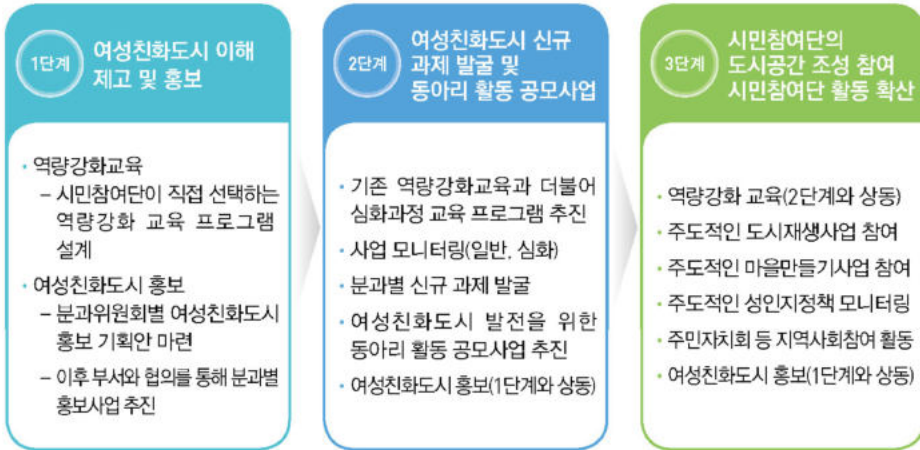 1단계
여성친화도시 이해
제고 및 홍보
· 역량강화교육
– 시민참여단이 직접 선택하는
역량강화 교육 프로그램
설계
· 여성친화도시 홍보
– 분과위원회별 여성친화도시
홍보 기획안 마련
– 이후 부서와 협의를 통해 분과별
홍보사업 추진
2단계
여성친화도시 신규
과제 발굴 및
동아리 활동 공모사업
· 기존 역량강화교육과 더불어
심화과정 교육 프로그램 추진
· 사업 모니터링(일반, 심화)
· 분과별 신규 과제 발굴
· 여성친화도시 발전을 위한
동아리 활동 공모사업 추진
· 여성친화도시 홍보(1단계와 상동)
3단계
시민참여단의
도시공간 조성 참여
시민참여단 활동 확산
· 역량강화 교육(2단계와 상동)
· 주도적인 도시재생사업 참여
· 주도적인 마을만들기사업 참여
· 주도적인 성인지정책 모니터링
· 주민자치회 등 지역사회참여 활동
· 여성친화도시 홍보(1단계와 상동)